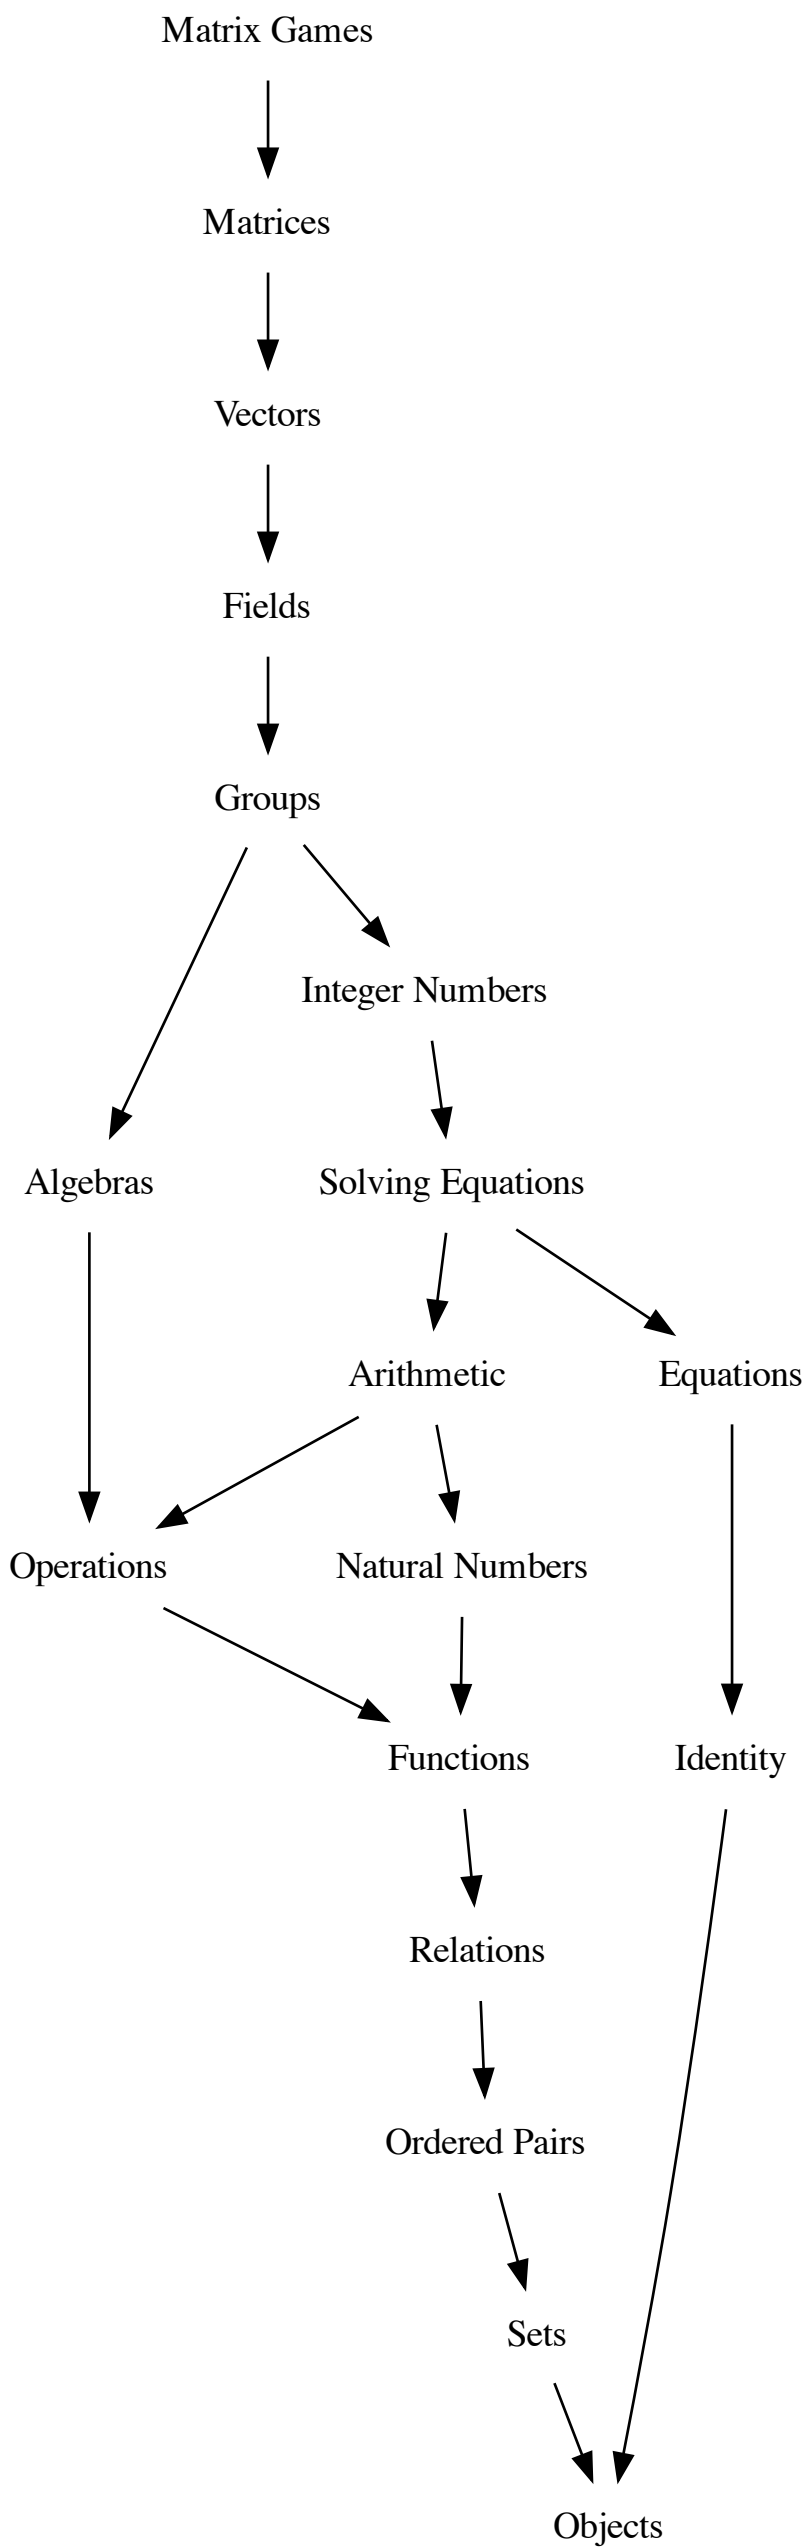 Matrix Games
Matrices
Vectors
Fields
Groups
Integer Numbers
Algebras
Solving Equations
Arithmetic
Equations
Operations
Natural Numbers
Functions
Identity
Relations
Ordered Pairs
Sets
Objects